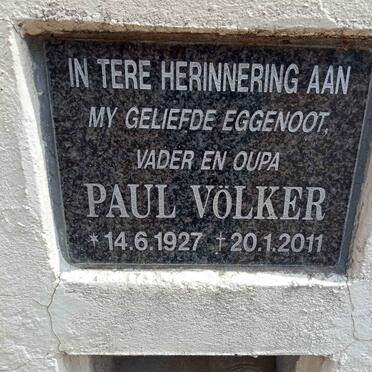 IN TERE HERINNERING AAN
MY GELIEFDE EGGENOOT,
VADER EN OUPA
PAUL VöLKER
* 14.6.1927 † 20.1.2011